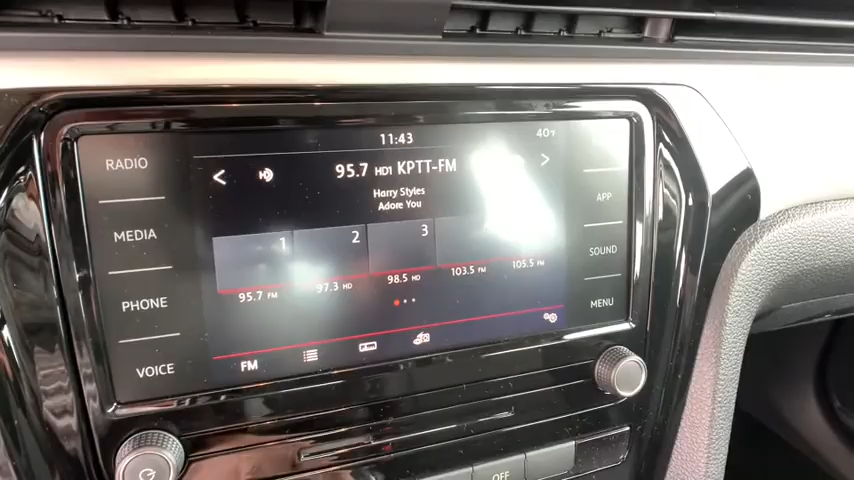 11:43
40°F
RADIO
95.7 HD1 KPTT-FM
Harry Styles
Adore You
APP
MEDIA
1 2 3
SOUND
95.7 FM 97.3 HD 98.5 HD 103.5 FM 105.5 FM
PHONE
MENU
VOICE
FM
OFF